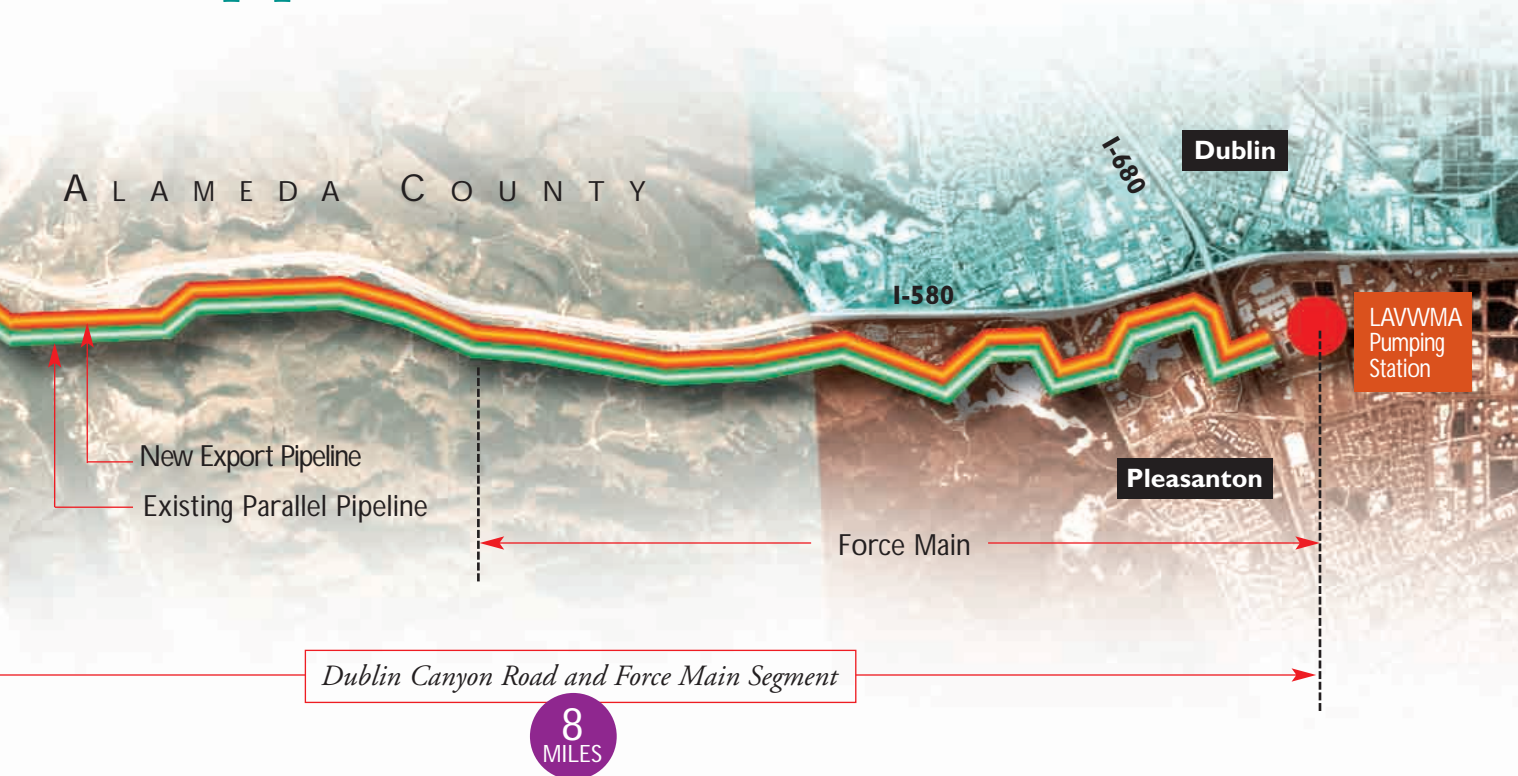 I-680
Dublin
ALAMEDA COUNTY
I-580
LAVWMA
Pumping
Station
New Export Pipeline
Pleasanton
Existing Parallel Pipeline
Force Main
Dublin Canyon Road and Force Main Segment
8
MILES